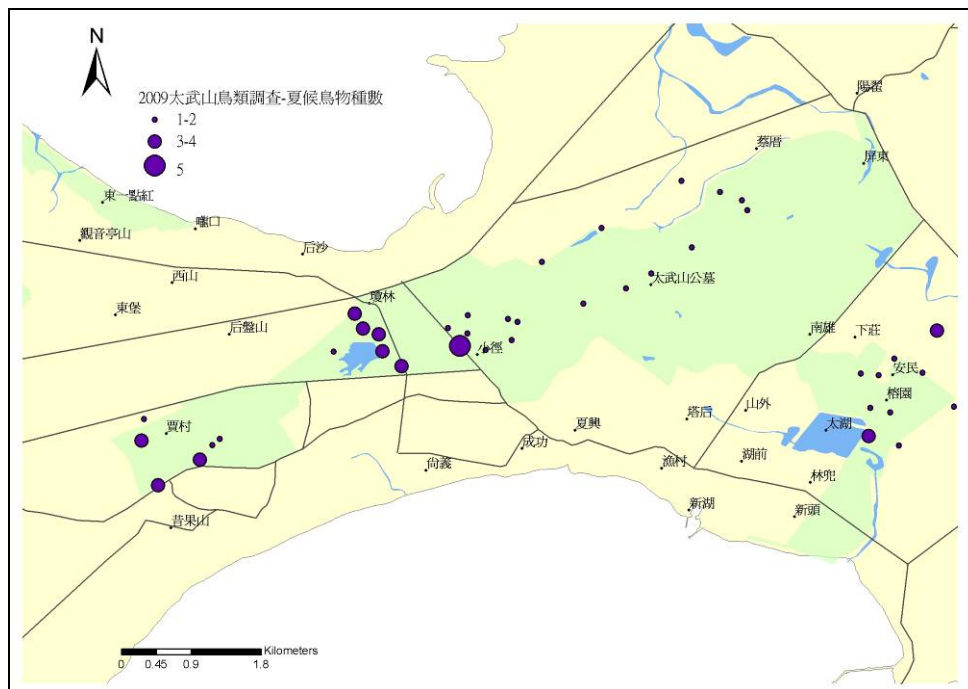 N
2009太武山鳥類調查-夏候鳥物種數
1-2
3-4
5
陽翟
蔡厝
屏東
東一點紅
嚨口
觀音亭山
后沙
西山
太武山公墓
瓊林
東堡
后盤山
南雄
下莊
小徑
安民
榕園
山外
塔后
賈村
夏興
太湖
成功
湖前
尚義
漁村
林兜
新湖
新頭
昔果山
Kilometers
0 0.45 0.9 1.8